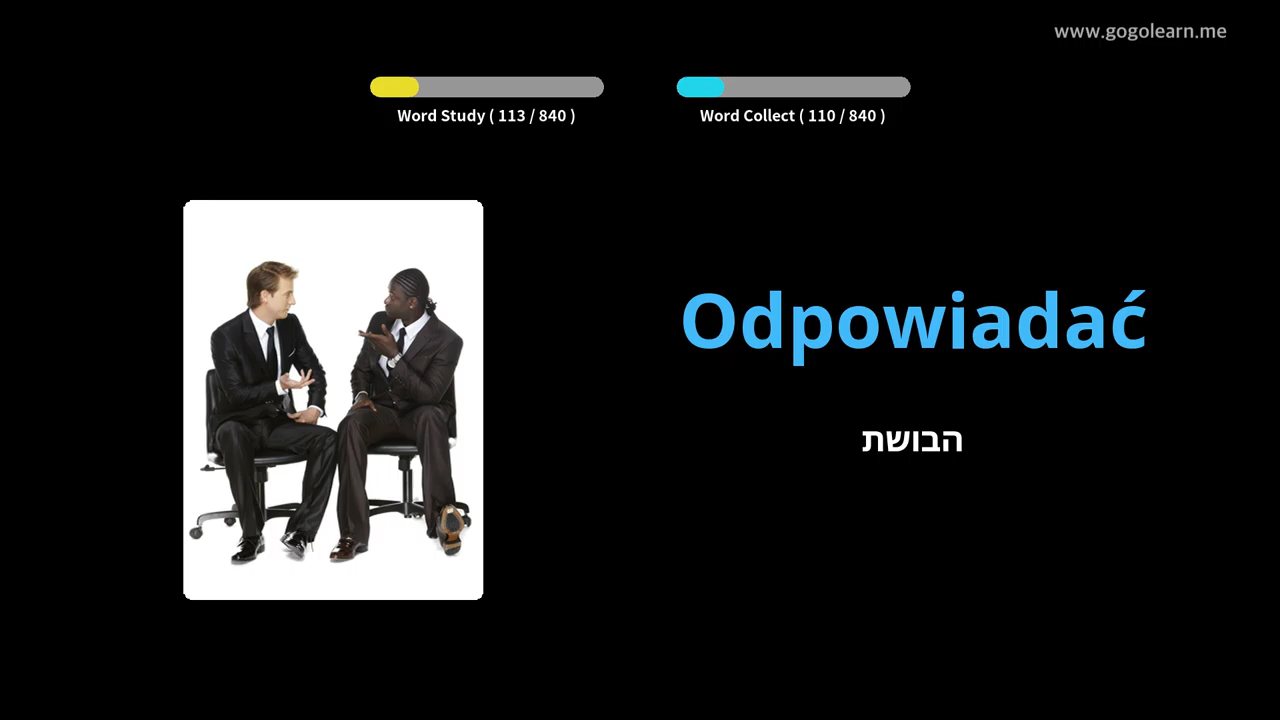 www.gogolearn.me
Word Study ( 113 / 840 )
Word Collect ( 110 / 840 )
Odpowiadać
הבושת